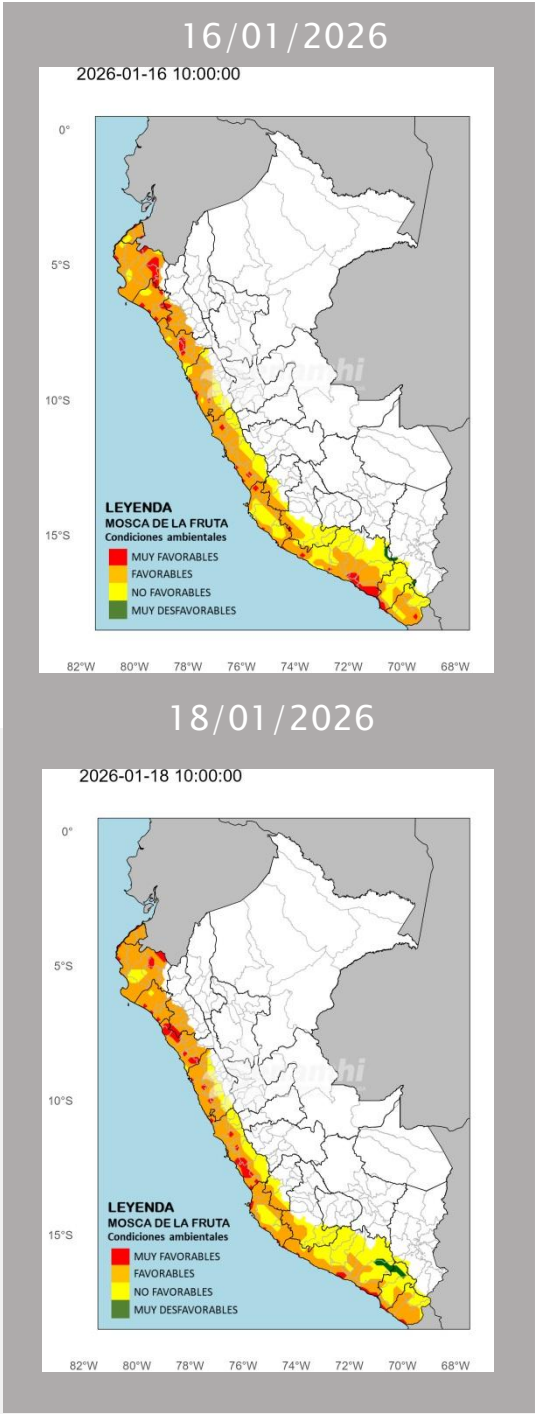 16/01/2026
2026-01-16 10:00:00
0°
5°S
10°S
15°S
LEYENDA
MOSCA DE LA FRUTA
Condiciones ambientales
MUY FAVORABLES
FAVORABLES
NO FAVORABLES
MUY DESFAVORABLES
82°W 80°W 78°W 76°W 74°W 72°W 70°W 68°W
18/01/2026
2026-01-18 10:00:00
0°
5°S
10°S
15°S
LEYENDA
MOSCA DE LA FRUTA
Condiciones ambientales
MUY FAVORABLES
FAVORABLES
NO FAVORABLES
MUY DESFAVORABLES
82°W 80°W 78°W 76°W 74°W 72°W 70°W 68°W